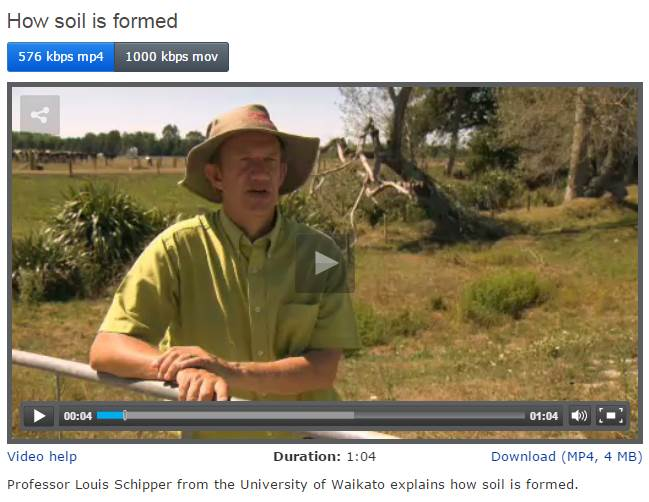 How soil is formed
576 kbps mp4 1000 kbps mov
00:04 01:04
Video help Duration: 1:04 Download (MP4, 4 MB)
Professor Louis Schipper from the University of Waikato explains how soil is formed.